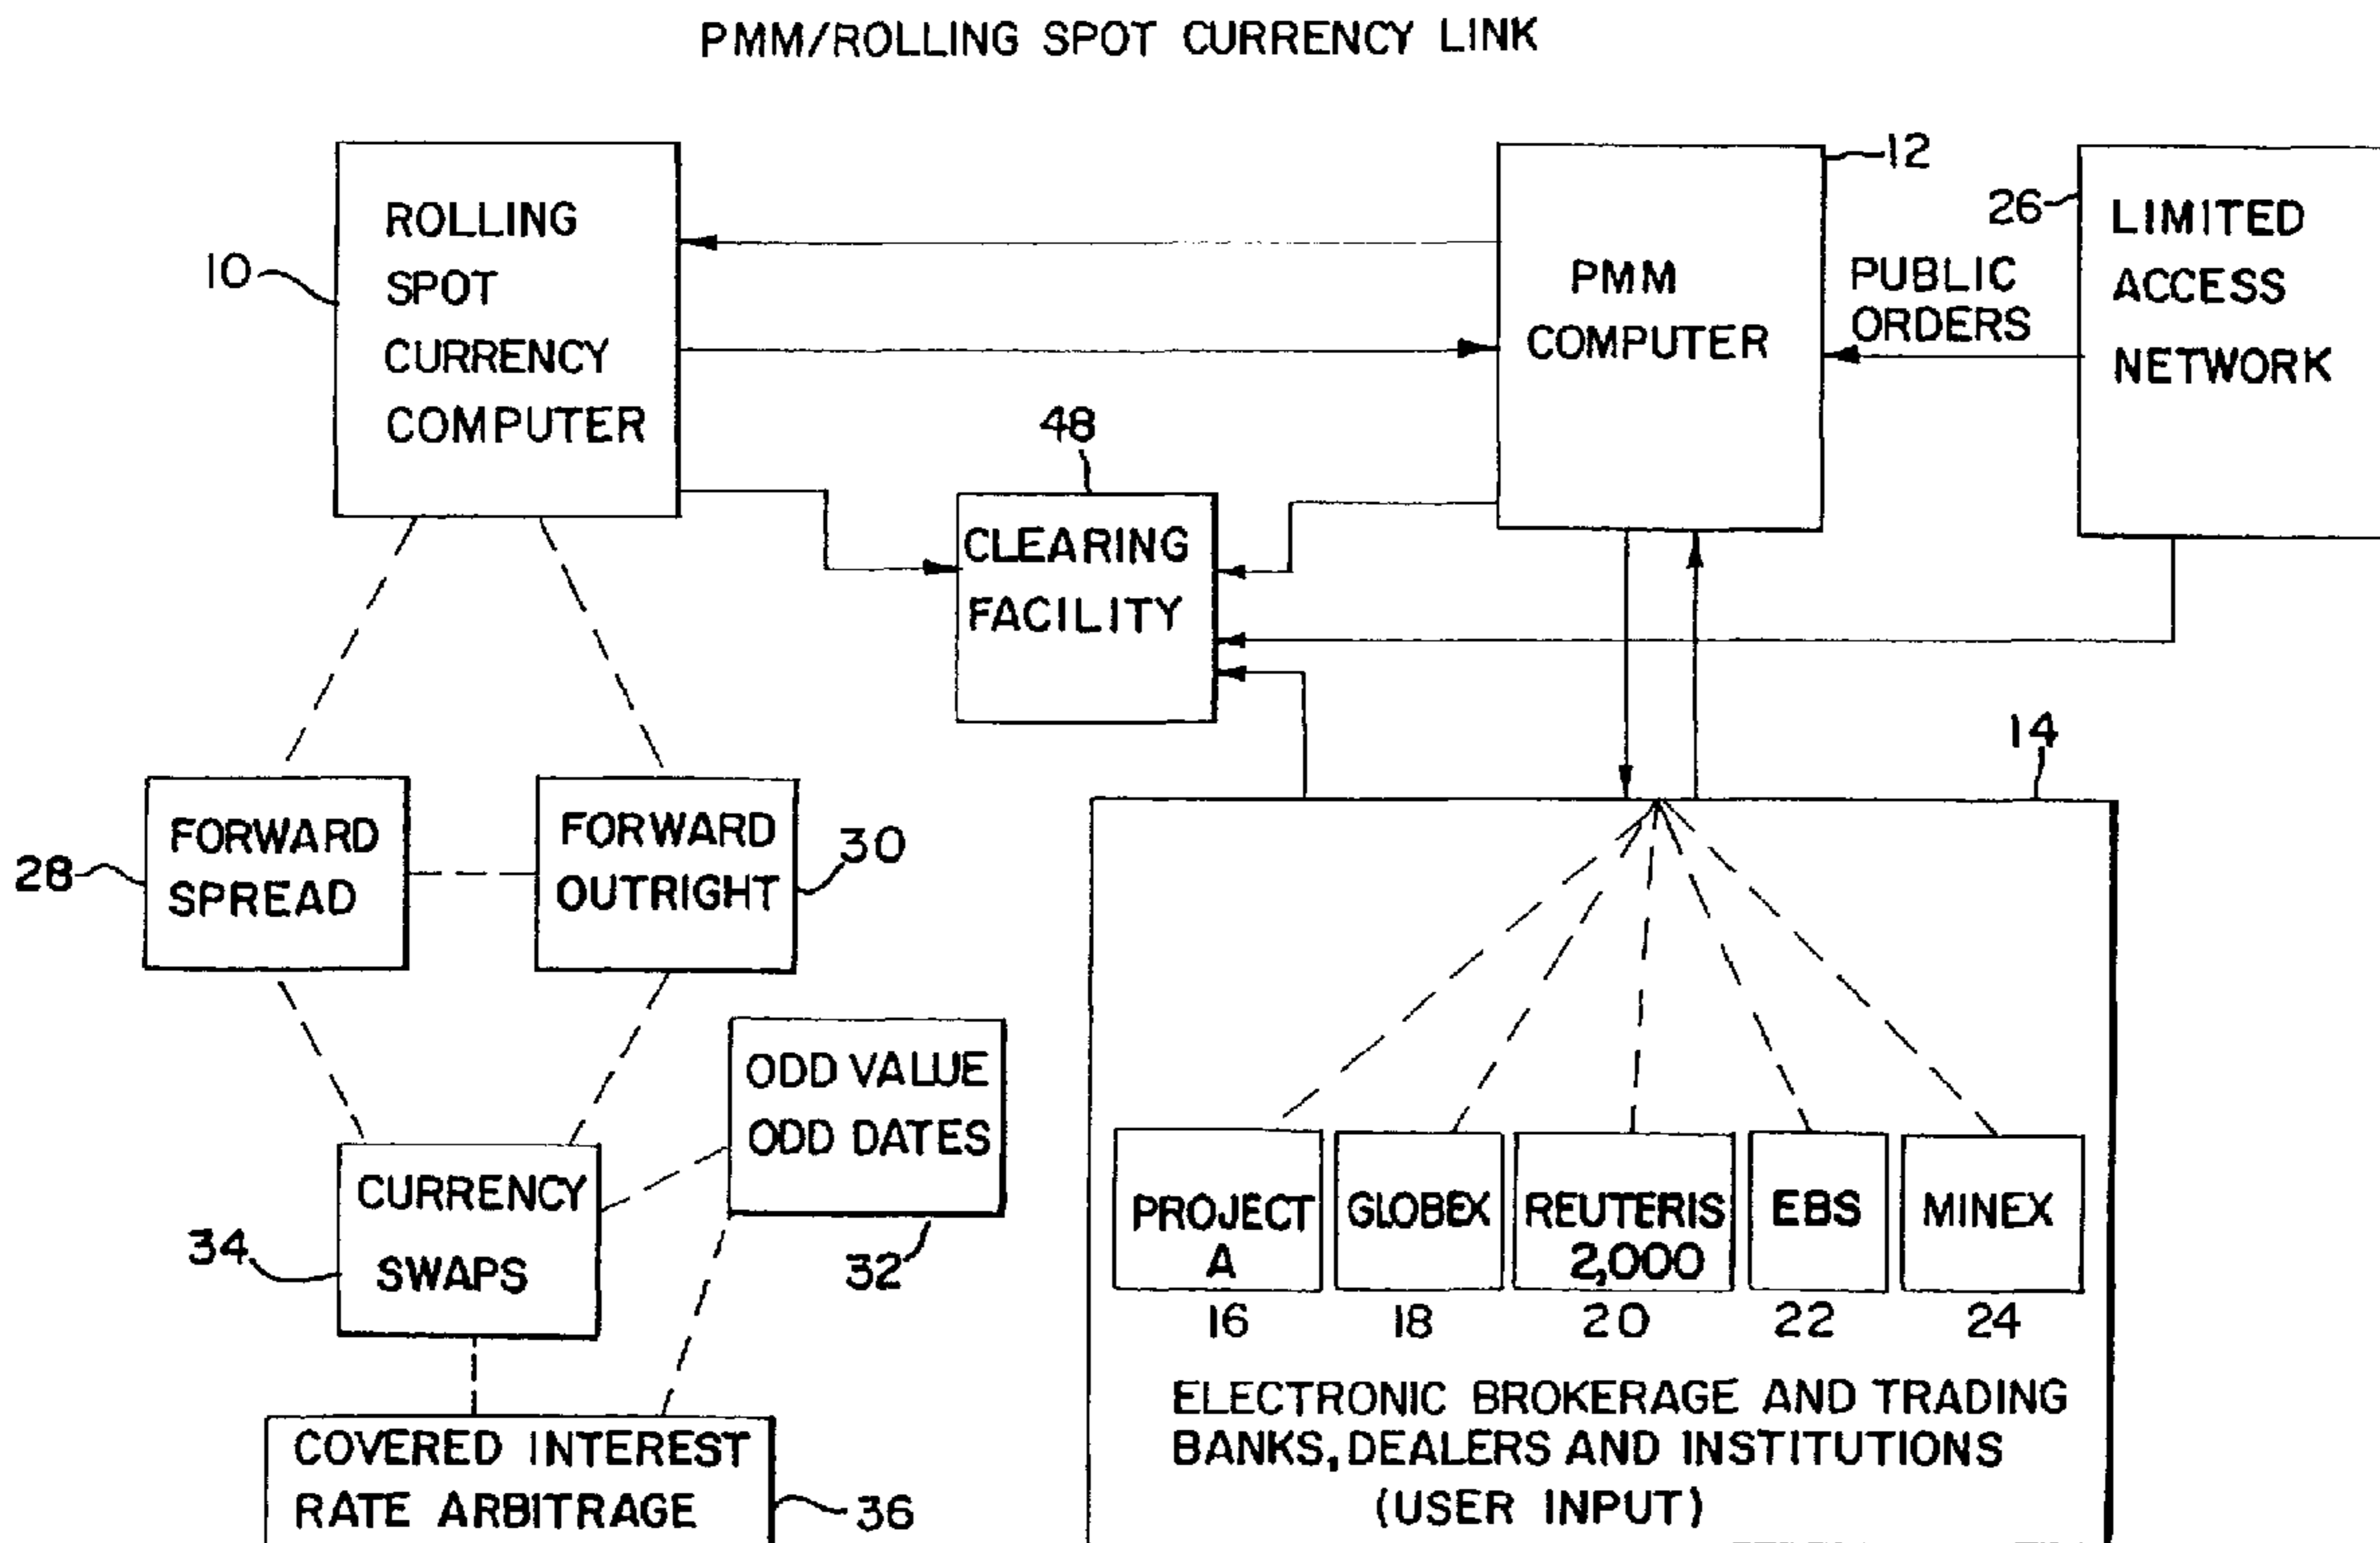 PMM/ROLLING SPOT CURRENCY LINK
12
26
10
ROLLING
SPOT
CURRENCY
COMPUTER
PMM
COMPUTER
PUBLIC
ORDERS
LIMITED
ACCESS
NETWORK
48
CLEARING
FACILITY
14
28
FORWARD
SPREAD
FORWARD
OUTRIGHT
30
ODD VALUE
ODD DATES
32
34
CURRENCY
SWAPS
PROJECT
A
GLOBEX
REUTERIS
2,000
EBS
MINEX
16
18
20
22
24
COVERED INTEREST
RATE ARBITRAGE
36
ELECTRONIC BROKERAGE AND TRADING
BANKS, DEALERS AND INSTITUTIONS
(USER INPUT)